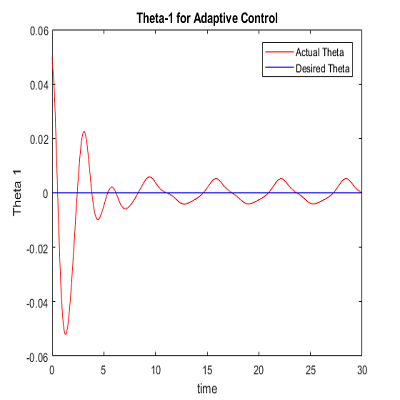 Theta-1 for Adaptive Control
Actual Theta
Desired Theta
0.06
0.04
0.02
0
-0.02
-0.04
-0.06
Theta 1
0 5 10 15 20 25 30
time